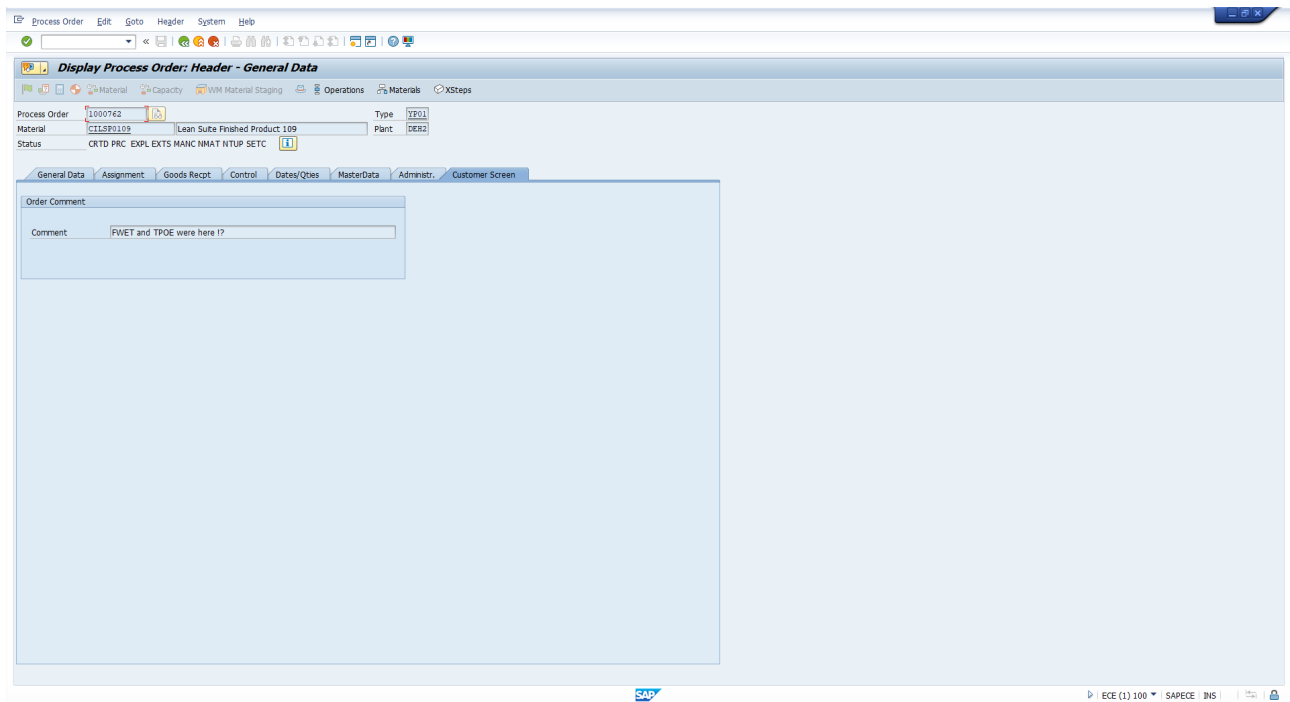 Process Order Edit Goto Header System Help
Display Process Order: Header - General Data
Material Capacity WM Material Staging Operations Materials XSteps
Process Order 1000762 Type YP01
Material CILSP0109 Lean Suite Finished Product 109 Plant DEH2
Status CRTD PRC EXPL EXTS MANC NMAT NTUP SETC
General Data Assignment Goods Recpt Control Dates/Qties MasterData Administr. Customer Screen
Order Comment
Comment FWET and TPOE were here !?
SAP ECE (1) 100 SAPECE INS